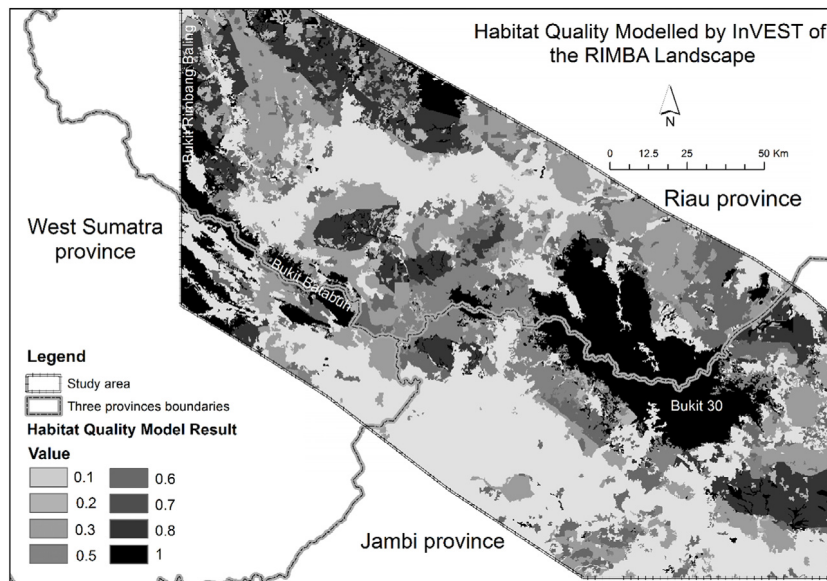 Habitat Quality Modelled by InVEST of
the RIMBA Landscape
N
0 12.5 25 50 Km
Bukit Rimbang Baling
Riau province
West Sumatra
province
Bukit Barabun
Bukit 30
Legend
Study area
Three provinces boundaries
Habitat Quality Model Result
Value
0.1 0.6
0.2 0.7
0.3 0.8
0.5 1
Jambi province